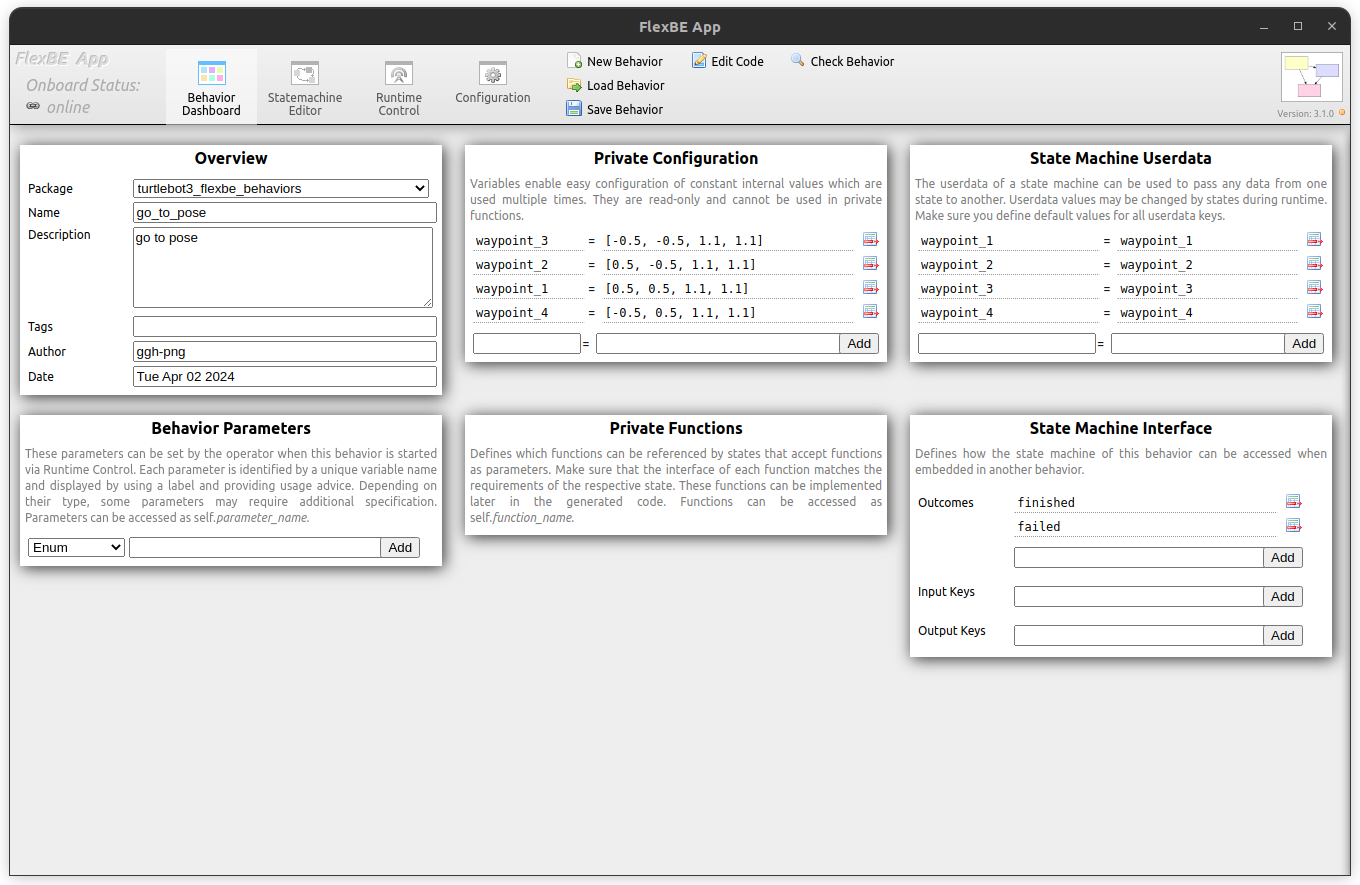 FlexBE App
FlexBE App
Onboard Status:
online
Behavior
Dashboard
Statemachine
Editor
Runtime
Control
Configuration
New Behavior
Load Behavior
Save Behavior
Edit Code
Check Behavior
Version: 3.1.0
Overview
Package turtlebot3_flexbe_behaviors
Name go_to_pose
Description go to pose
Tags
Author ggh-png
Date Tue Apr 02 2024
Private Configuration
Variables enable easy configuration of constant internal values which are
used multiple times. They are read-only and cannot be used in private
functions.
waypoint_3 = [-0.5, -0.5, 1.1, 1.1]
waypoint_2 = [0.5, -0.5, 1.1, 1.1]
waypoint_1 = [0.5, 0.5, 1.1, 1.1]
waypoint_4 = [-0.5, 0.5, 1.1, 1.1]
= Add
State Machine Userdata
The userdata of a state machine can be used to pass any data from one
state to another. Userdata values may be changed by states during runtime.
Make sure you define default values for all userdata keys.
waypoint_1 = waypoint_1
waypoint_2 = waypoint_2
waypoint_3 = waypoint_3
waypoint_4 = waypoint_4
= Add
Behavior Parameters
These parameters can be set by the operator when this behavior is started
via Runtime Control. Each parameter is identified by a unique variable name
and displayed by using a label and providing usage advice. Depending on
their type, some parameters may require additional specification.
Parameters can be accessed as self.parameter_name.
Enum Add
Private Functions
Defines which functions can be referenced by states that accept functions
as parameters. Make sure that the interface of each function matches the
requirements of the respective state. These functions can be implemented
later in the generated code. Functions can be accessed as
self.function_name.
State Machine Interface
Defines how the state machine of this behavior can be accessed when
embedded in another behavior.
Outcomes finished
failed
Add
Input Keys Add
Output Keys Add